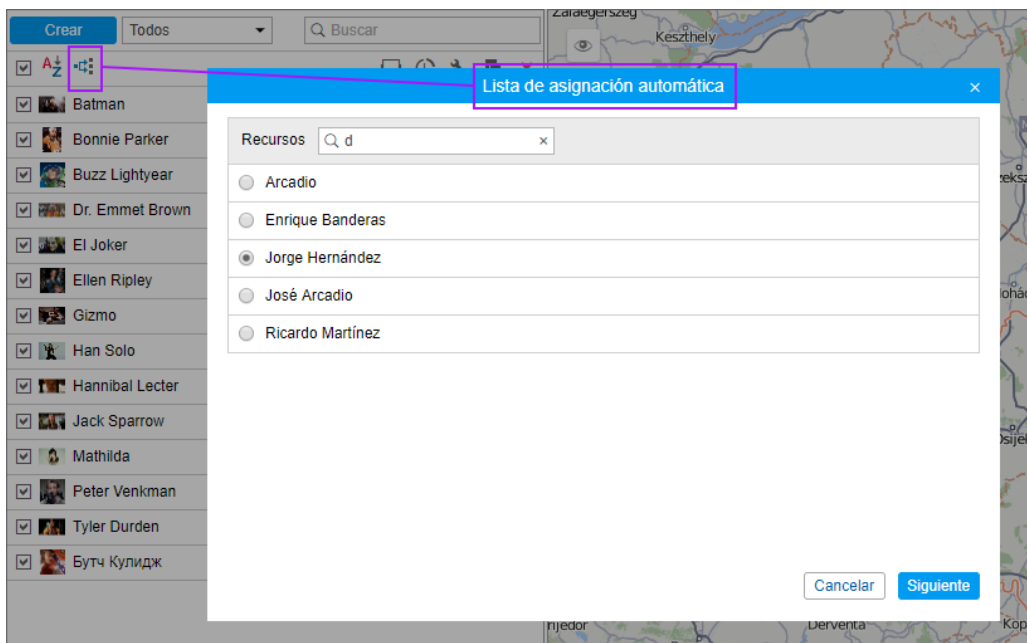 Zalaegerszeg
Keszthely
Crear
Todos
Buscar
Lista de asignación automática
Batman
Bonnie Parker
Buzz Lightyear
Dr. Emmet Brown
El Joker
Ellen Ripley
Gizmo
Han Solo
Hannibal Lecter
Jack Sparrow
Mathilda
Peter Venkman
Tyler Durden
Бутч Кулидж
Recursos
d
Arcadio
Enrique Banderas
Jorge Hernández
José Arcadio
Ricardo Martínez
Cancelar
Siguiente
Derventa